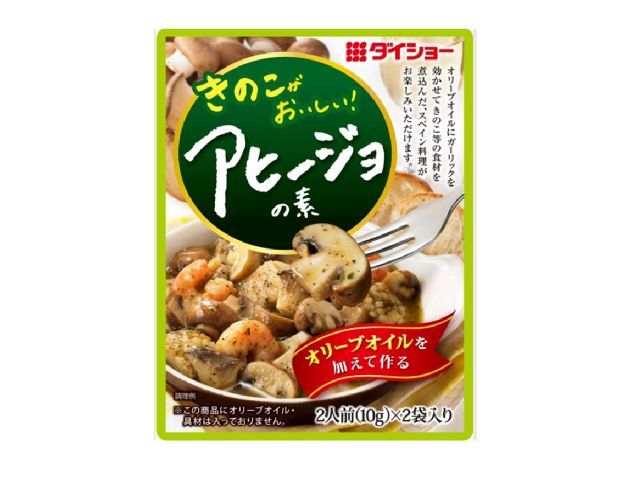 ダイショー
きのこが
おいしい!
アヒージョ
の素
オリーブオイルにガーリックを
効かせてきのこ等の食材を
煮込んだ、スペイン料理が
お楽しみいただけます。
オリーブオイルを
加えて作る
調理例
※この商品にオリーブオイル・
具材は入っておりません。
2人前(10g)×2袋入り